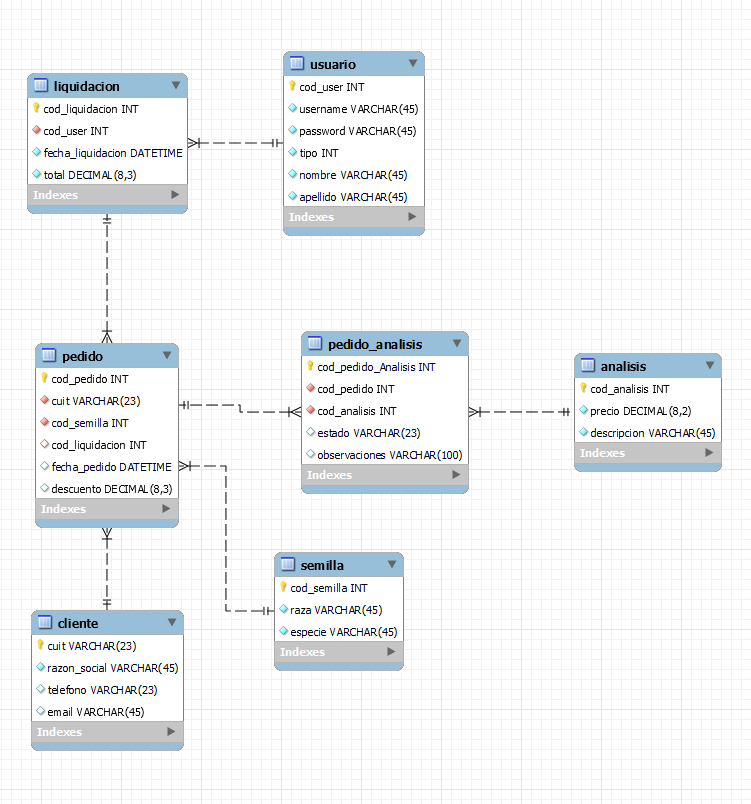 liquidacion
cod_liquidacion INT
cod_user INT
fecha_liquidacion DATETIME
total DECIMAL(8,3)
Indexes
usuario
cod_user INT
username VARCHAR(45)
password VARCHAR(45)
tipo INT
nombre VARCHAR(45)
apellido VARCHAR(45)
Indexes
pedido
cod_pedido INT
cuit VARCHAR(23)
cod_semilla INT
cod_liquidacion INT
fecha_pedido DATETIME
descuento DECIMAL(8,3)
Indexes
pedido_analisis
cod_pedido_Analisis INT
cod_pedido INT
cod_analisis INT
estado VARCHAR(23)
observaciones VARCHAR(100)
Indexes
analisis
cod_analisis INT
precio DECIMAL(8,2)
descripcion VARCHAR(45)
Indexes
semilla
cod_semilla INT
raza VARCHAR(45)
especie VARCHAR(45)
Indexes
cliente
cuit VARCHAR(23)
razon_social VARCHAR(45)
telefono VARCHAR(23)
email VARCHAR(45)
Indexes